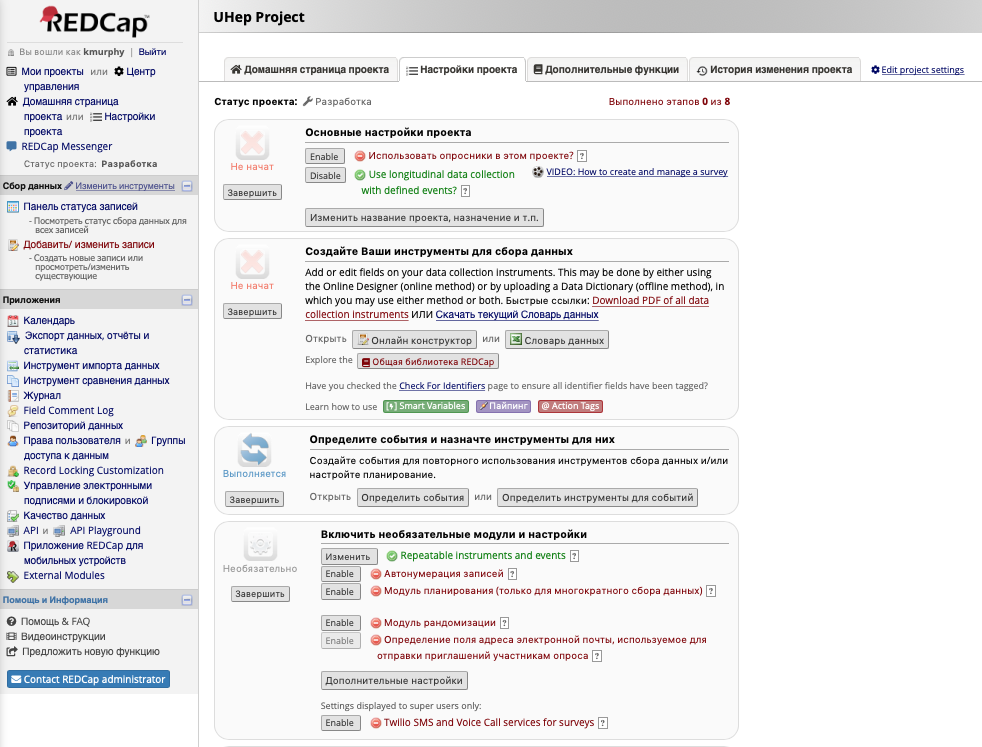 REDCap™
Вы вошли как kmurphy | Выйти
Мои проекты или Центр
управления
Домашняя страница
проекта или Настройки
проекта
REDCap Messenger
Статус проекта: Разработка
Сбор данных Изменить инструменты
Панель статуса записей
- Посмотреть статус сбора данных для
всех записей
Добавить/ изменить записи
- Создать новые записи или
просмотреть/изменить
существующие
Приложения
Календарь
Экспорт данных, отчёты и
статистика
Инструмент импорта данных
Инструмент сравнения данных
Журнал
Field Comment Log
Репозиторий данных
Права пользователя и Группы
доступа к данным
Record Locking Customization
Управление электронными
подписями и блокировкой
Качество данных
API и API Playground
Приложение REDCap для
мобильных устройств
External Modules
Помощь и Информация
Помощь & FAQ
Видеоинструкции
Предложить новую функцию
Contact REDCap administrator
UHep Project
Домашняя страница проекта Настройки проекта Дополнительные функции История изменения проекта Edit project settings
Статус проекта: Разработка Выполнено этапов 0 из 8
Не начат
Завершить
Основные настройки проекта
Enable Использовать опросники в этом проекте? ?
Disable Use longitudinal data collection VIDEO: How to create and manage a survey
with defined events? ?
Изменить название проекта, назначение и т.п.
Не начат
Завершить
Создайте Ваши инструменты для сбора данных
Add or edit fields on your data collection instruments. This may be done by either using
the Online Designer (online method) or by uploading a Data Dictionary (offline method), in
which you may use either method or both. Быстрые ссылки: Download PDF of all data
collection instruments ИЛИ Скачать текущий Словарь данных
Открыть Онлайн конструктор или Словарь данных
Explore the Общая библиотека REDCap
Have you checked the Check For Identifiers page to ensure all identifier fields have been tagged?
Learn how to use Smart Variables Пайпинг @ Action Tags
Выполняется
Завершить
Определите события и назначте инструменты для них
Создайте события для повторного использования инструментов сбора данных и/или
настройте планирование.
Открыть Определить события или Определить инструменты для событий
Необязательно
Завершить
Включить необязательные модули и настройки
Изменить Repeatable instruments and events ?
Enable Автонумерация записей ?
Enable Модуль планирования (только для многократного сбора данных) ?
Enable Модуль рандомизации ?
Enable Определение поля адреса электронной почты, используемое для
отправки приглашений участникам опроса ?
Дополнительные настройки
Settings displayed to super users only:
Enable Twilio SMS and Voice Call services for surveys ?